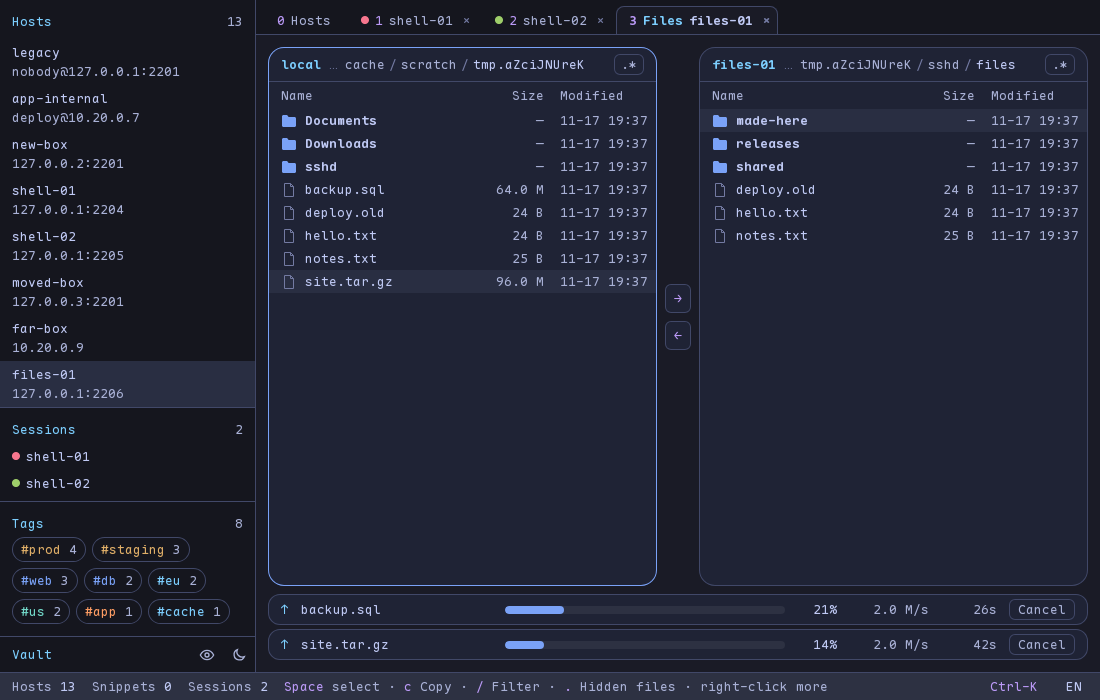 Hosts 13
legacy
nobody@127.0.0.1:2201
app-internal
deploy@10.20.0.7
new-box
127.0.0.2:2201
shell-01
127.0.0.1:2204
shell-02
127.0.0.1:2205
moved-box
127.0.0.3:2201
far-box
10.20.0.9
files-01
127.0.0.1:2206
Sessions 2
shell-01
shell-02
Tags 8
#prod 4 #staging 3
#web 3 #db 2 #eu 2
#us 2 #app 1 #cache 1
Vault
0 Hosts 1 shell-01 × 2 shell-02 × 3 Files files-01 ×
local … cache / scratch / tmp.aZciJNUreK .*
Name Size Modified
Documents — 11-17 19:37
Downloads — 11-17 19:37
sshd — 11-17 19:37
backup.sql 64.0 M 11-17 19:37
deploy.old 24 B 11-17 19:37
hello.txt 24 B 11-17 19:37
notes.txt 25 B 11-17 19:37
site.tar.gz 96.0 M 11-17 19:37
→
←
files-01 … tmp.aZciJNUreK / sshd / files .*
Name Size Modified
made-here — 11-17 19:37
releases — 11-17 19:37
shared — 11-17 19:37
deploy.old 24 B 11-17 19:37
hello.txt 24 B 11-17 19:37
notes.txt 25 B 11-17 19:37
↑ backup.sql 21% 2.0 M/s 26s Cancel
↑ site.tar.gz 14% 2.0 M/s 42s Cancel
Hosts 13 Snippets 0 Sessions 2 Space select · c Copy · / Filter · . Hidden files · right-click more Ctrl-K EN